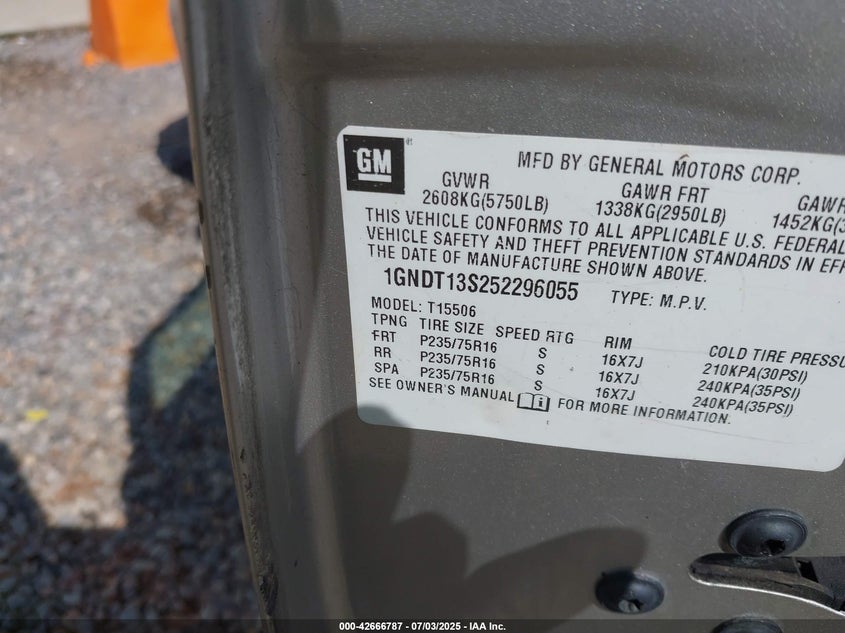 GM
MFD BY GENERAL MOTORS CORP.
GVWR GAWR FRT GAWR
2608KG(5750LB) 1338KG(2950LB) 1452KG(3
THIS VEHICLE CONFORMS TO ALL APPLICABLE U.S. FEDERAL
VEHICLE SAFETY AND THEFT PREVENTION STANDARDS IN EFF
THE DATE OF MANUFACTURE SHOWN ABOVE.
1GNDT13S252296055 TYPE: M.P.V.
MODEL: T15506
TPNG TIRE SIZE SPEED RTG RIM COLD TIRE PRESSU
FRT P235/75R16 S 16X7J 210KPA(30PSI)
RR P235/75R16 S 16X7J 240KPA(35PSI)
SPA P235/75R16 S 16X7J 240KPA(35PSI)
SEE OWNER'S MANUAL FOR MORE INFORMATION.
000-42666787 - 07/03/2025 - IAA Inc.